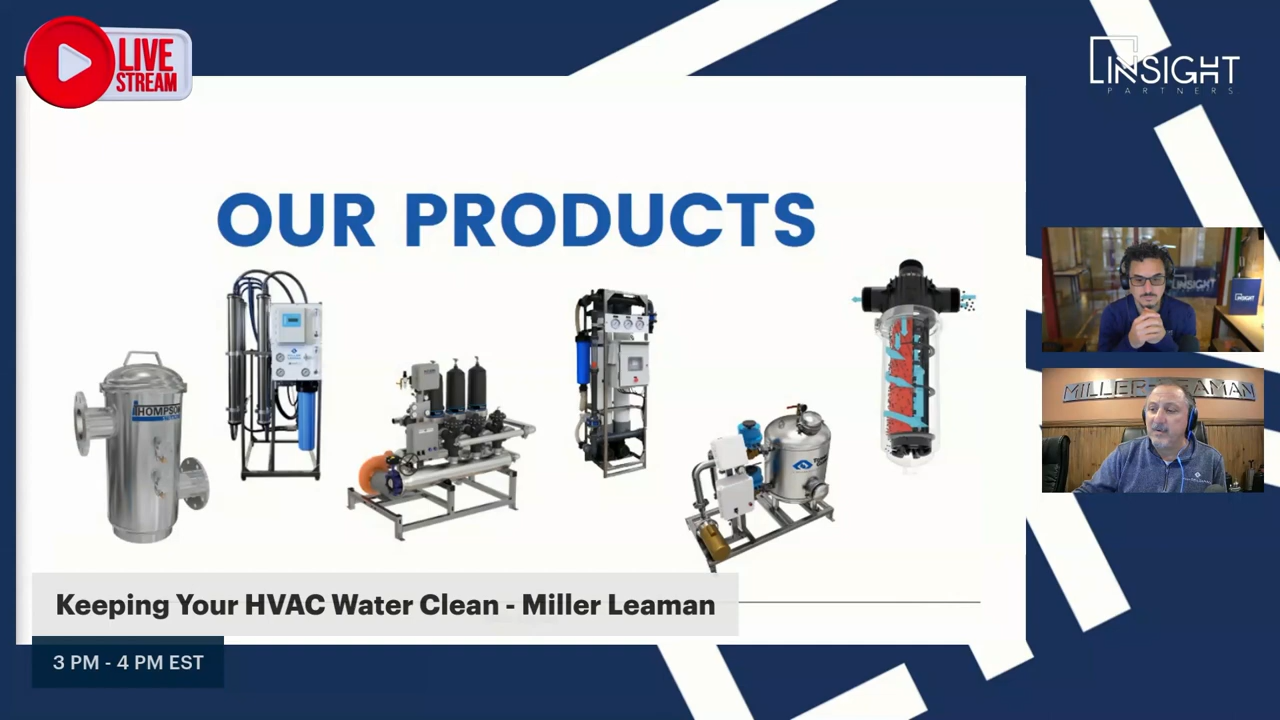 LIVE
STREAM
INSIGHT
PARTNERS
OUR PRODUCTS
THOMPSON
INSIGHT
MILLER LEAMAN
Keeping Your HVAC Water Clean - Miller Leaman
3 PM - 4 PM EST